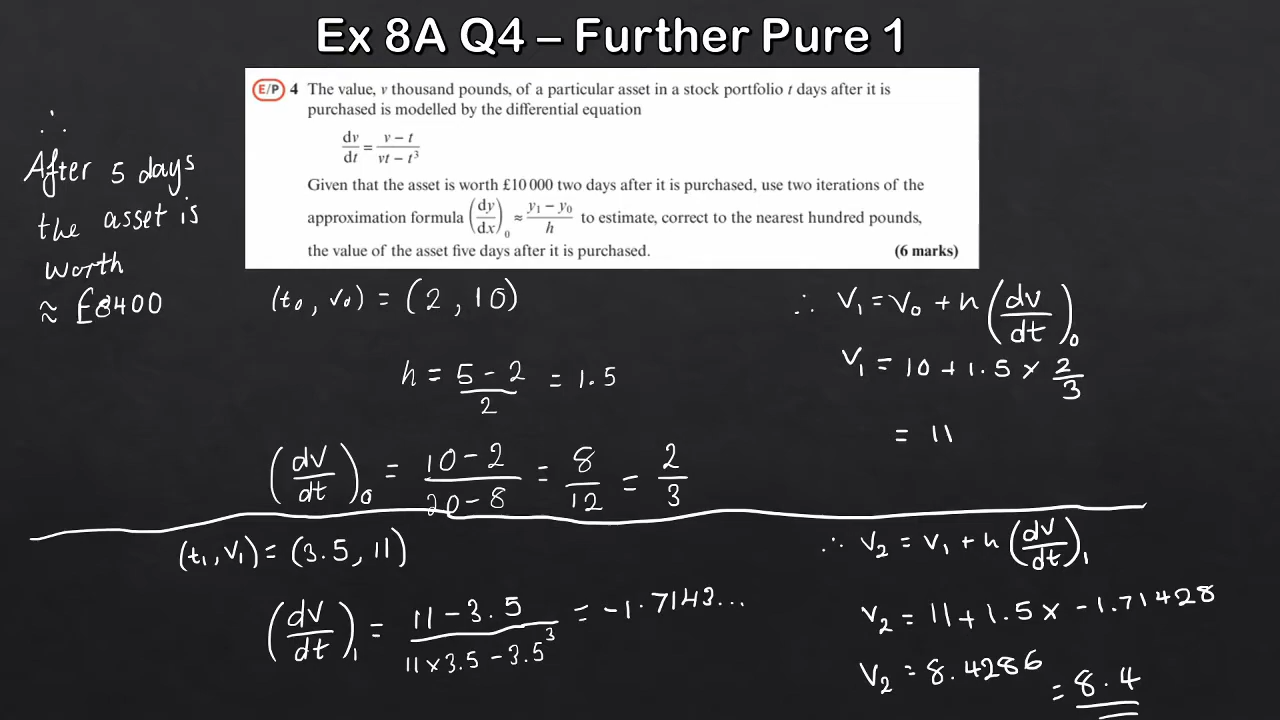 Ex 8A Q4 – Further Pure 1
E/P 4 The value, v thousand pounds, of a particular asset in a stock portfolio t days after it is
purchased is modelled by the differential equation
dv/dt = (v − t)/(vt − t³)
Given that the asset is worth £10 000 two days after it is purchased, use two iterations of the
approximation formula (dy/dx)₀ ≈ (y₁ − y₀)/h to estimate, correct to the nearest hundred pounds,
the value of the asset five days after it is purchased. (6 marks)
∴
After 5 days
the asset is
worth
≈ £8400
(t₀, v₀) = (2, 10)
h = (5 − 2)/2 = 1.5
(dv/dt)₀ = (10 − 2)/(20 − 8) = 8/12 = 2/3
∴ v₁ = v₀ + h (dv/dt)₀
v₁ = 10 + 1.5 × 2/3
= 11
(t₁, v₁) = (3.5, 11)
(dv/dt)₁ = (11 − 3.5)/(11 × 3.5 − 3.5³) = −1.7143...
∴ v₂ = v₁ + h (dv/dt)₁
v₂ = 11 + 1.5 × −1.71428
v₂ = 8.4286
= 8.4